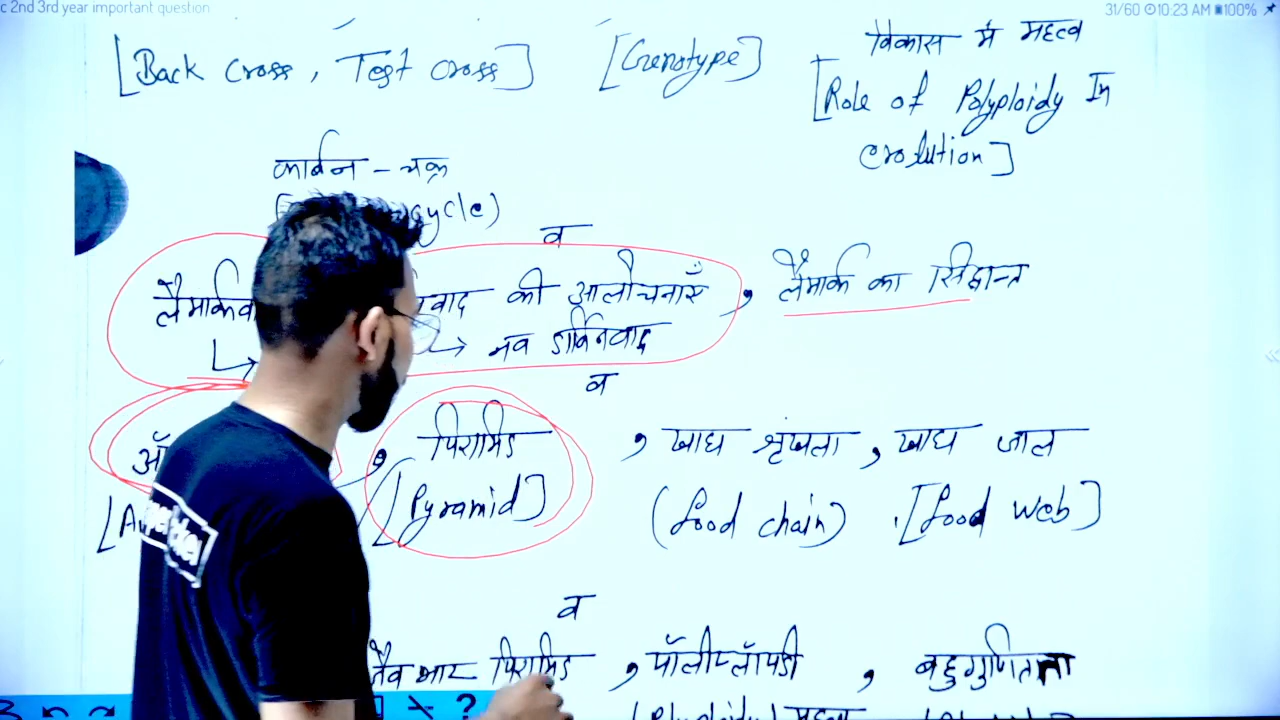 c 2nd 3rd year important question
31/60 10:23 AM 100%
विकास में महत्व
[Back Cross, Test Cross] [Genotype]
[Role of Polyploidy In
evolution]
कार्बन - चक्र
cycle)
व
की आलोचनाएँ, लैमार्क का सिद्धान्त
नव डार्विनवाद
व
, पिरामिड, खाद्य श्रृंखला, खाद्य जाल
[Pyramid] (food chain) [food web]
व
जैव भार पिरामिड, पॉलीप्लॉयडी, बहुगुणितता